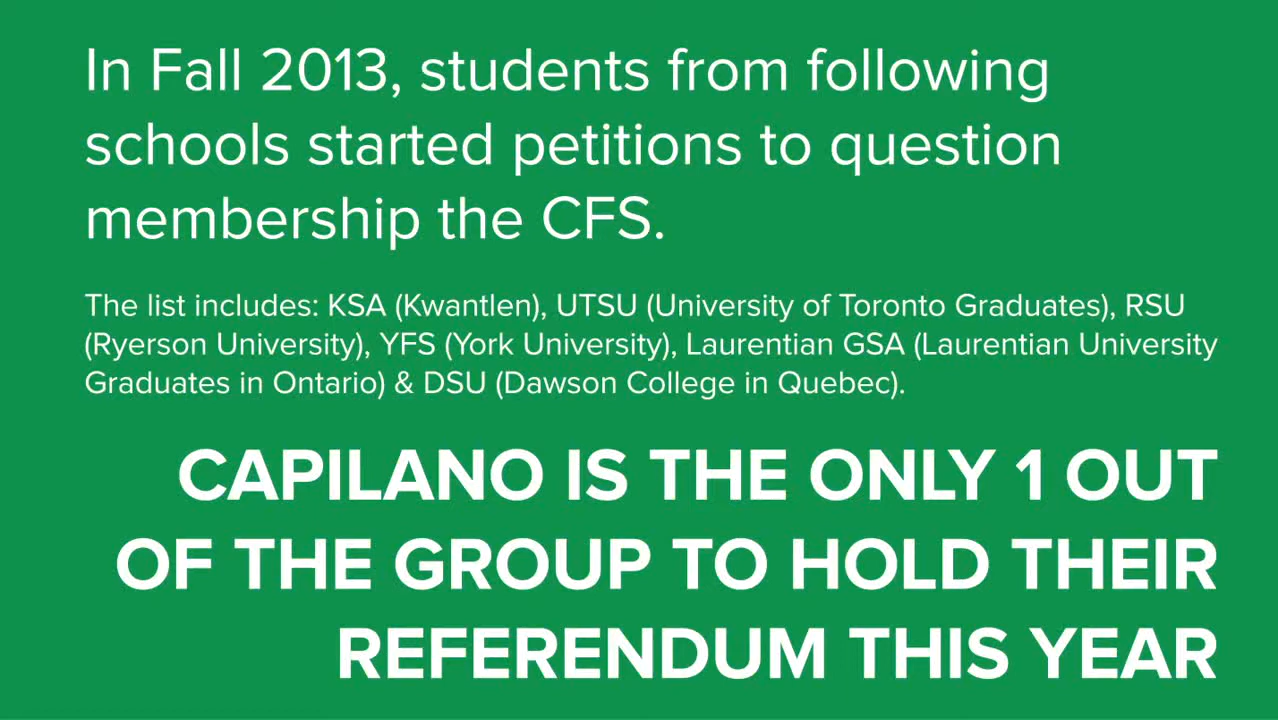 In Fall 2013, students from following
schools started petitions to question
membership the CFS.
The list includes: KSA (Kwantlen), UTSU (University of Toronto Graduates), RSU
(Ryerson University), YFS (York University), Laurentian GSA (Laurentian University
Graduates in Ontario) & DSU (Dawson College in Quebec).
CAPILANO IS THE ONLY 1 OUT
OF THE GROUP TO HOLD THEIR
REFERENDUM THIS YEAR